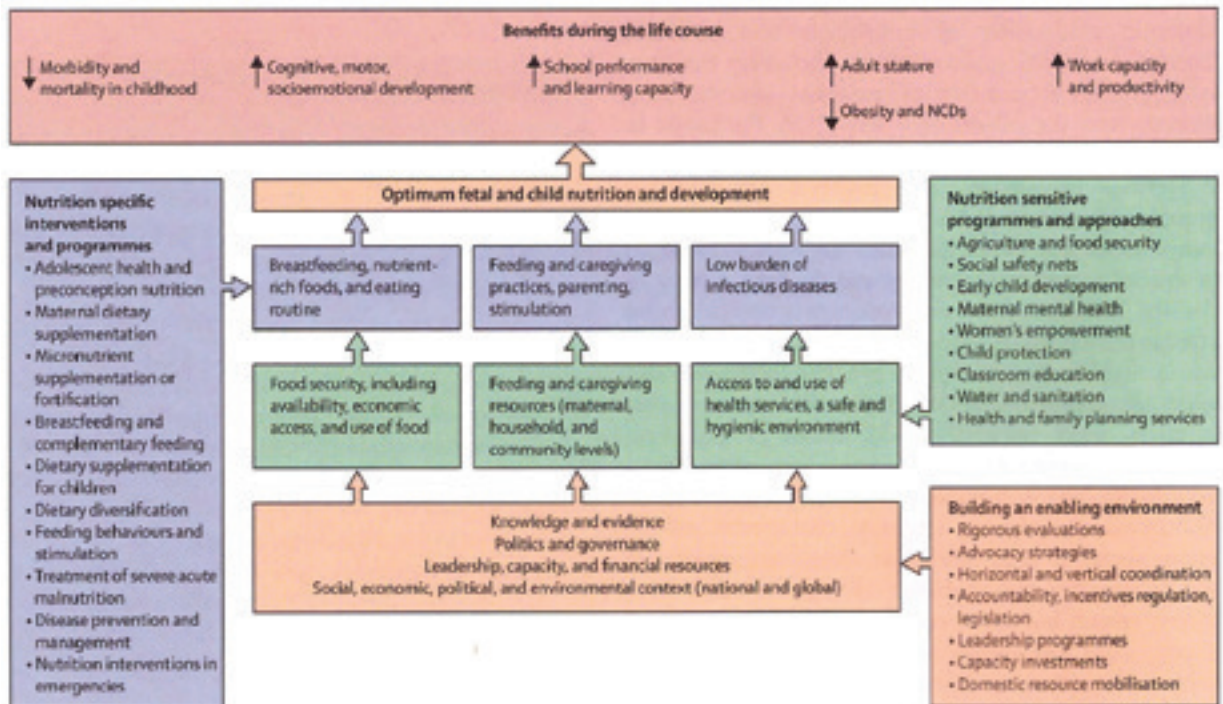 Benefits during the life course
Morbidity and
mortality in childhood
Cognitive, motor,
socioemotional development
School performance
and learning capacity
Adult stature
Obesity and NCDs
Work capacity
and productivity
Optimum fetal and child nutrition and development
Nutrition specific
interventions
and programmes
• Adolescent health and
preconception nutrition
• Maternal dietary
supplementation
• Micronutrient
supplementation or
fortification
• Breastfeeding and
complementary feeding
• Dietary supplementation
for children
• Dietary diversification
• Feeding behaviours and
stimulation
• Treatment of severe acute
malnutrition
• Disease prevention and
management
• Nutrition interventions in
emergencies
Breastfeeding, nutrient-
rich foods, and eating
routine
Feeding and caregiving
practices, parenting,
stimulation
Low burden of
infectious diseases
Food security, including
availability, economic
access, and use of food
Feeding and caregiving
resources (maternal,
household, and
community levels)
Access to and use of
health services, a safe and
hygienic environment
Knowledge and evidence
Politics and governance
Leadership, capacity, and financial resources
Social, economic, political, and environmental context (national and global)
Nutrition sensitive
programmes and approaches
• Agriculture and food security
• Social safety nets
• Early child development
• Maternal mental health
• Women's empowerment
• Child protection
• Classroom education
• Water and sanitation
• Health and family planning services
Building an enabling environment
• Rigorous evaluations
• Advocacy strategies
• Horizontal and vertical coordination
• Accountability, incentives regulation,
legislation
• Leadership programmes
• Capacity investments
• Domestic resource mobilisation